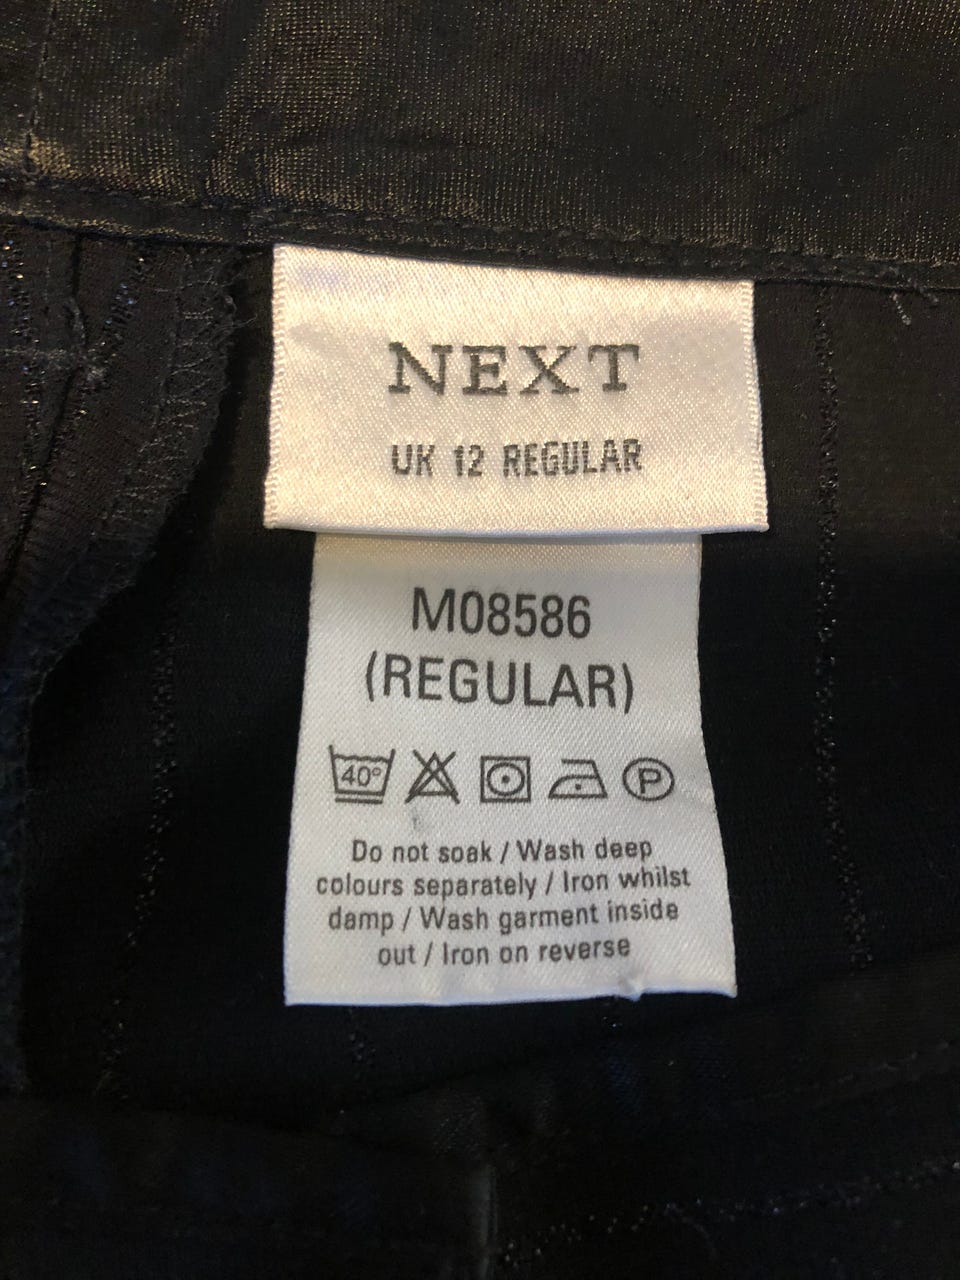 NEXT
UK 12 REGULAR
M08586
(REGULAR)
40° P
Do not soak / Wash deep
colours separately / Iron whilst
damp / Wash garment inside
out / Iron on reverse